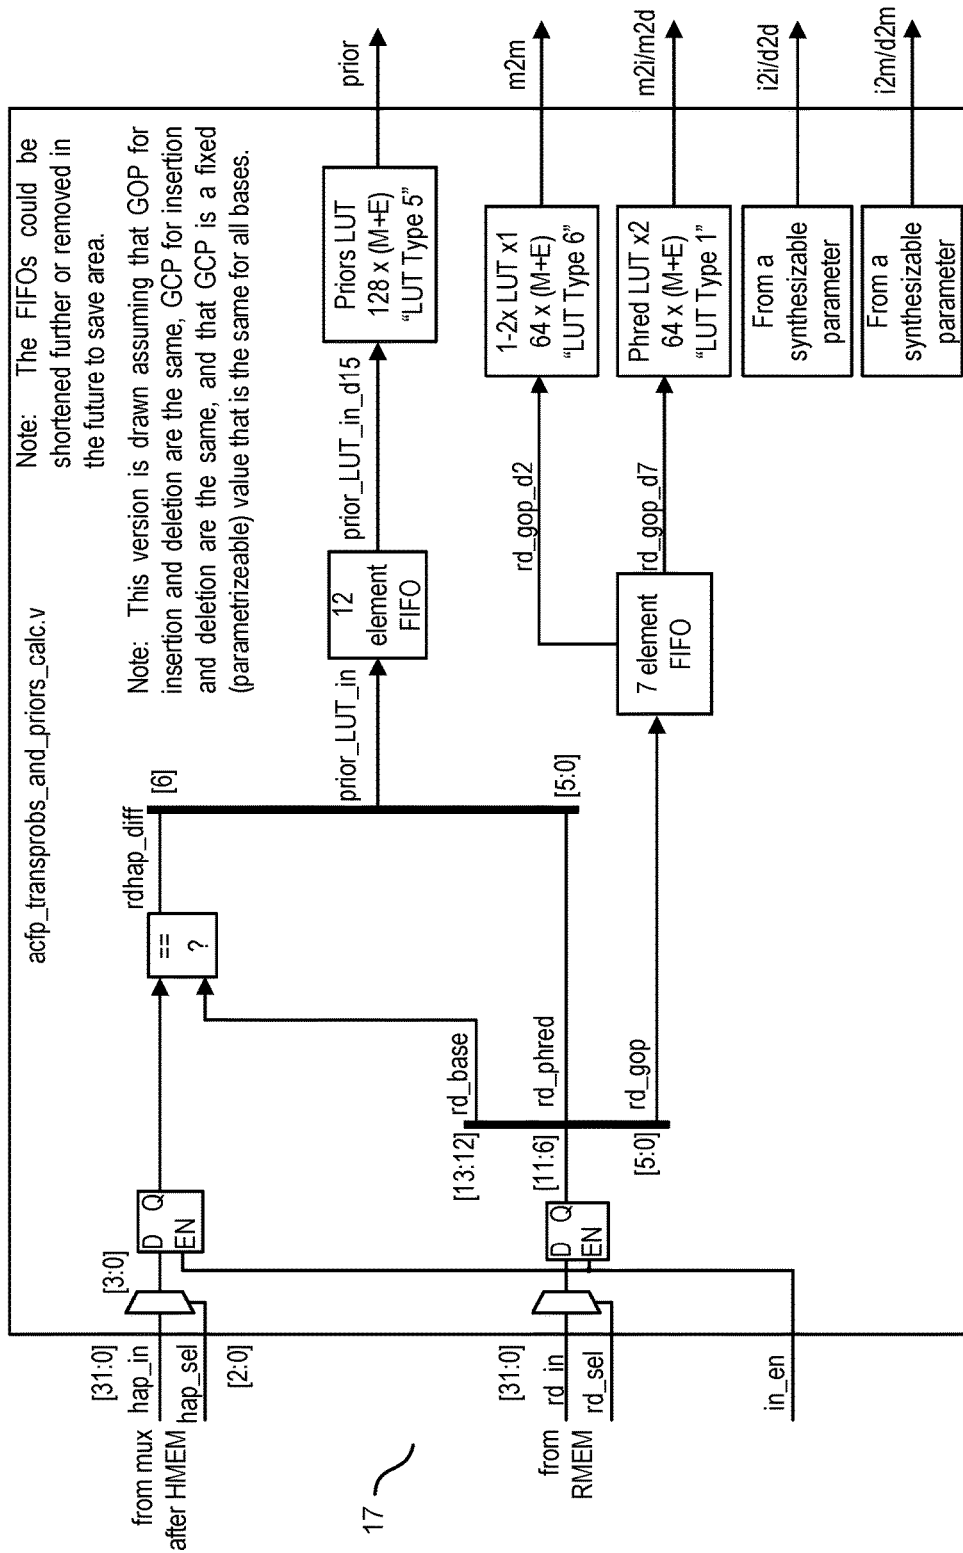 acfp_transprobs_and_priors_calc.v
Note: The FIFOs could be
shortened further or removed in
the future to save area.
Note: This version is drawn assuming that GOP for
insertion and deletion are the same, GCP for insertion
and deletion are the same, and that GCP is a fixed
(parametrizeable) value that is the same for all bases.
[31:0]
from mux
hap_in
after HMEM
hap_sel
[2:0]
[3:0]
D Q
EN
==
?
rdhap_diff
[6]
prior_LUT_in
12
element
FIFO
prior_LUT_in_d15
Priors LUT
128 x (M+E)
“LUT Type 5”
prior
[5:0]
17
[31:0]
from
rd_in
RMEM
rd_sel
in_en
D Q
EN
[13:12]
rd_base
[11:6]
rd_phred
[5:0]
rd_gop
7 element
FIFO
rd_gop_d2
rd_gop_d7
1-2x LUT x1
64 x (M+E)
“LUT Type 6”
m2m
Phred LUT x2
64 x (M+E)
“LUT Type 1”
m2i/m2d
From a
synthesizable
parameter
i2i/d2d
From a
synthesizable
parameter
i2m/d2m